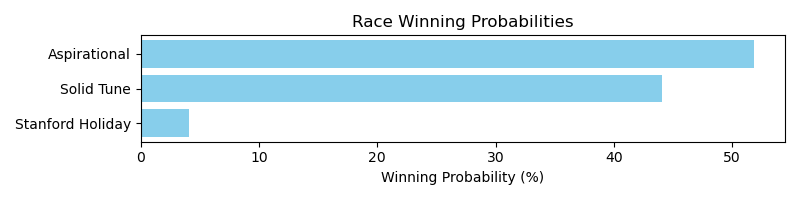 Race Winning Probabilities
Aspirational
Solid Tune
Stanford Holiday
0 10 20 30 40 50
Winning Probability (%)